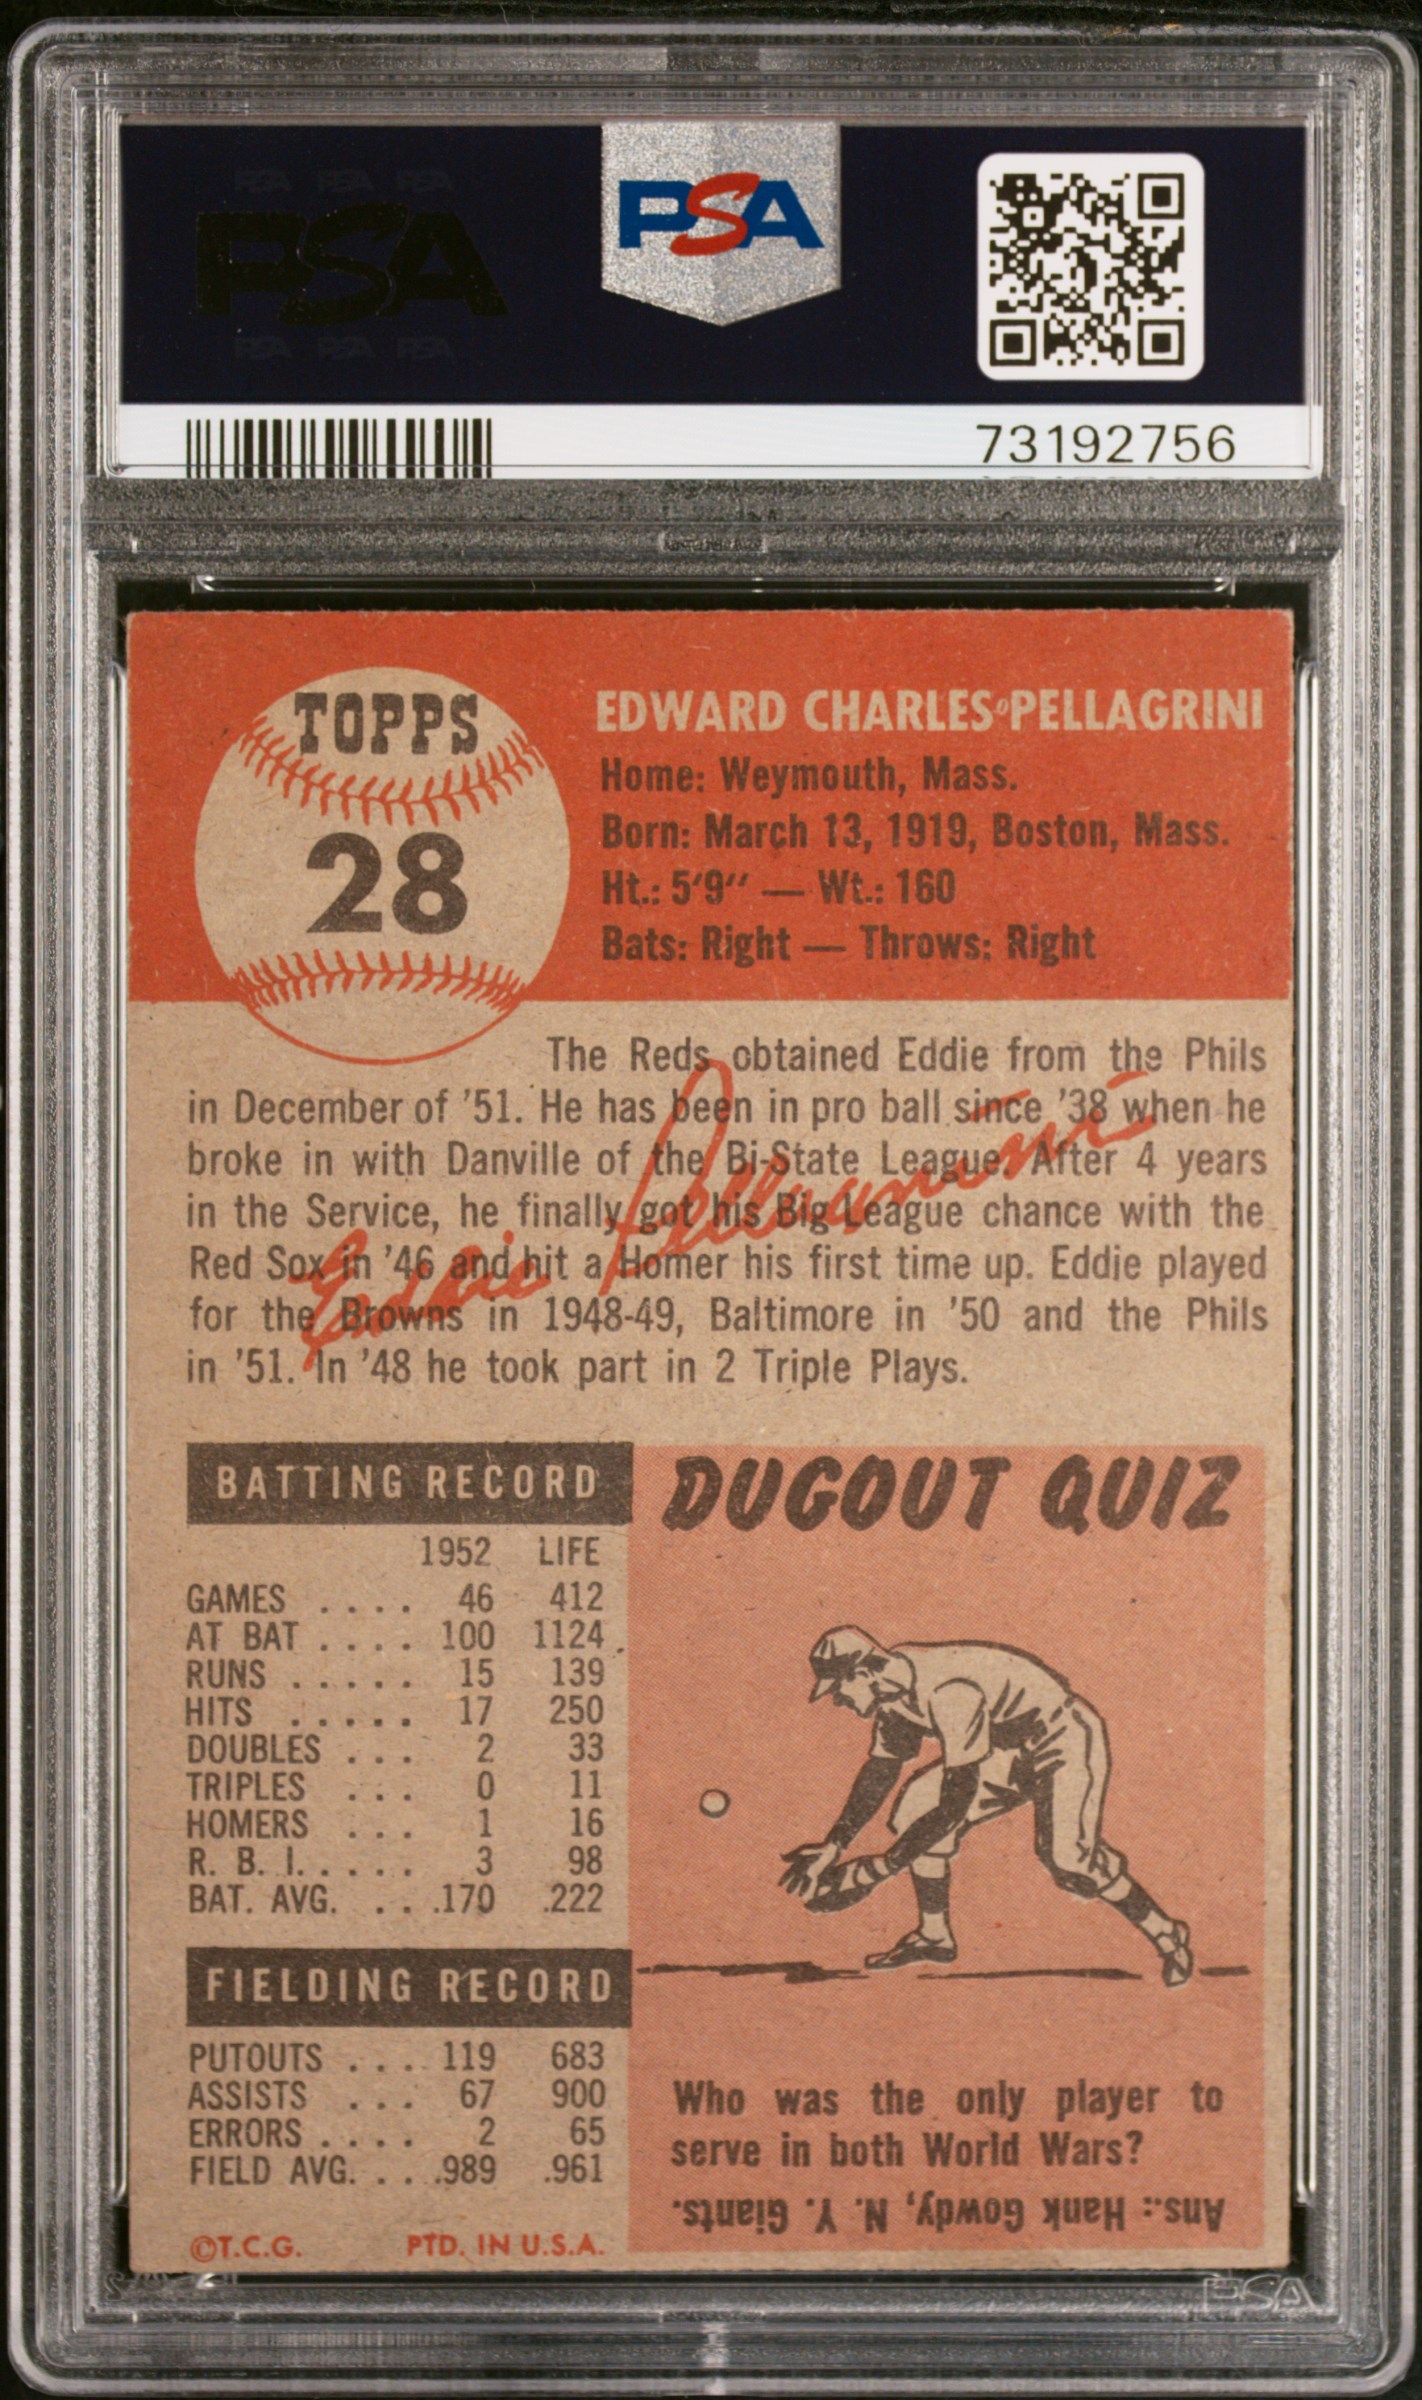 PSA PSA PSA
PSA
PSA PSA PSA
PSA
73192756
TOPPS
28
EDWARD CHARLES PELLAGRINI
Home: Weymouth, Mass.
Born: March 13, 1919, Boston, Mass.
Ht.: 5'9'' — Wt.: 160
Bats: Right — Throws: Right
The Reds obtained Eddie from the Phils
in December of '51. He has been in pro ball since '38 when he
broke in with Danville of the Bi-State League. After 4 years
in the Service, he finally got his Big League chance with the
Red Sox in '46 and hit a Homer his first time up. Eddie played
for the Browns in 1948-49, Baltimore in '50 and the Phils
in '51. In '48 he took part in 2 Triple Plays.
Eddie Pellagrini
BATTING RECORD
1952 LIFE
GAMES .... 46 412
AT BAT .... 100 1124
RUNS ..... 15 139
HITS ..... 17 250
DOUBLES ... 2 33
TRIPLES ... 0 11
HOMERS ... 1 16
R. B. I. .... 3 98
BAT. AVG. ... .170 .222
FIELDING RECORD
PUTOUTS .... 119 683
ASSISTS ... 67 900
ERRORS .... 2 65
FIELD AVG. ... .989 .961
©T.C.G. PTD. IN U.S.A.
DUGOUT QUIZ
Who was the only player to
serve in both World Wars?
Ans.: Hank Gowdy, N. Y. Giants.
PSA